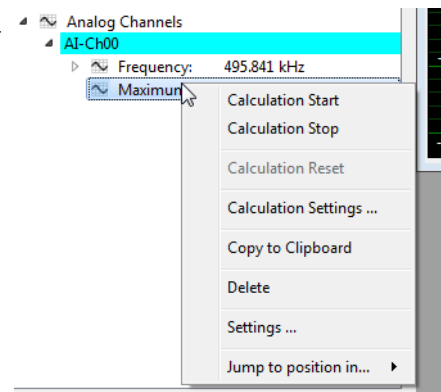 Analog Channels
AI-Ch00
Frequency: 495.841 kHz
Maximum
Calculation Start
Calculation Stop
Calculation Reset
Calculation Settings ...
Copy to Clipboard
Delete
Settings ...
Jump to position in...